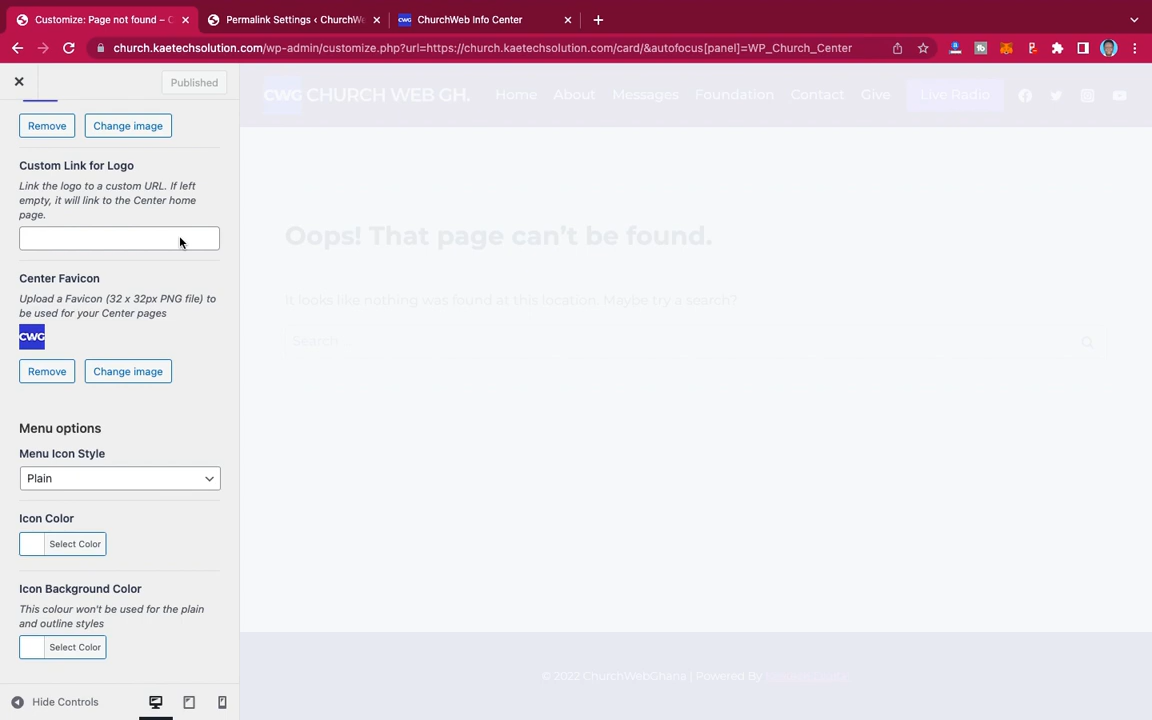 Customize: Page not found – C
Permalink Settings ‹ ChurchWe
CWG ChurchWeb Info Center
church.kaetechsolution.com/wp-admin/customize.php?url=https://church.kaetechsolution.com/card/&autofocus[panel]=WP_Church_Center
Published
CWG CHURCH WEB GH. Home About Messages Foundation Contact Give Live Radio
Remove Change image
Custom Link for Logo
Link the logo to a custom URL. If left
empty, it will link to the Center home
page.
Center Favicon
Upload a Favicon (32 x 32px PNG file) to
be used for your Center pages
CWG
Remove Change image
Menu options
Menu Icon Style
Plain
Icon Color
Select Color
Icon Background Color
This colour won't be used for the plain
and outline styles
Select Color
Hide Controls
Oops! That page can't be found.
It looks like nothing was found at this location. Maybe try a search?
Search
© 2022 ChurchWebGhana | Powered By